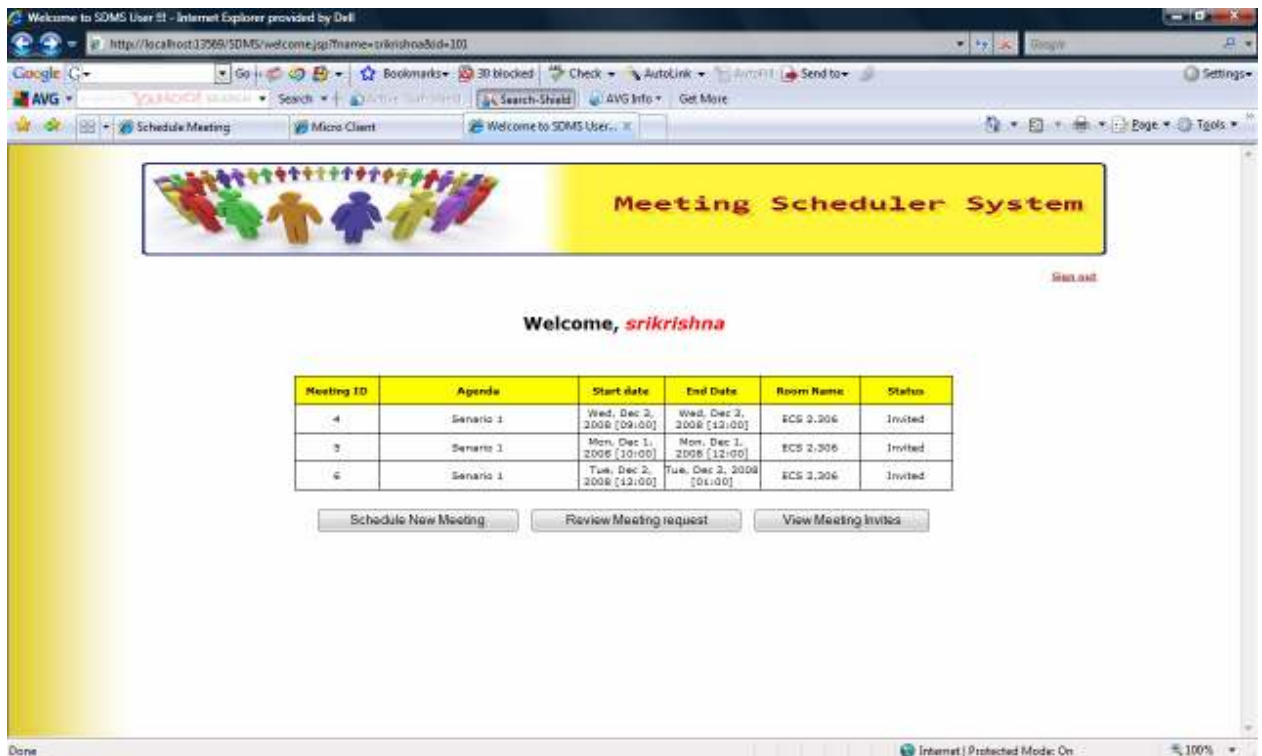 Welcome to SDMS User !!! - Internet Explorer provided by Dell
http://localhost:13569/SDMS/welcome.jsp?fname=srikrishna&id=101
Google
Google Go Bookmarks 30 blocked Check AutoLink AutoFill Send to Settings
AVG YAHOO! SEARCH Search Search-Shield AVG Info Get More
Schedule Meeting Micro Client Welcome to SDMS User... Page Tools
Meeting Scheduler System
Sign out
Welcome, srikrishna
Meeting ID Agenda Start date End Date Room Name Status
4 Senario 1 Wed, Dec 3, 2008 [09:00] Wed, Dec 3, 2008 [12:00] ECS 2.306 Invited
5 Senario 1 Mon, Dec 1, 2008 [10:00] Mon, Dec 1, 2008 [12:00] ECS 2.306 Invited
6 Senario 1 Tue, Dec 2, 2008 [12:00] Tue, Dec 2, 2008 [01:00] ECS 2.306 Invited
Schedule New Meeting Review Meeting request View Meeting Invites
Done Internet | Protected Mode: On 100%